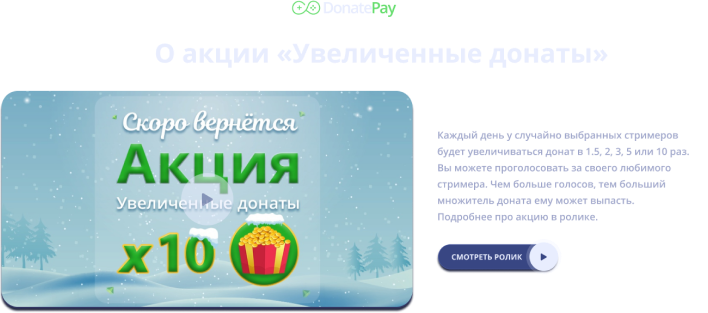 DonatePay
О акции «Увеличенные донаты»
Скоро вернётся
Акция
Увеличенные донаты
x10
Каждый день у случайно выбранных стримеров
будет увеличиваться донат в 1.5, 2, 3, 5 или 10 раз.
Вы можете проголосовать за своего любимого
стримера. Чем больше голосов, тем больший
множитель доната ему может выпасть.
Подробнее про акцию в ролике.
СМОТРЕТЬ РОЛИК